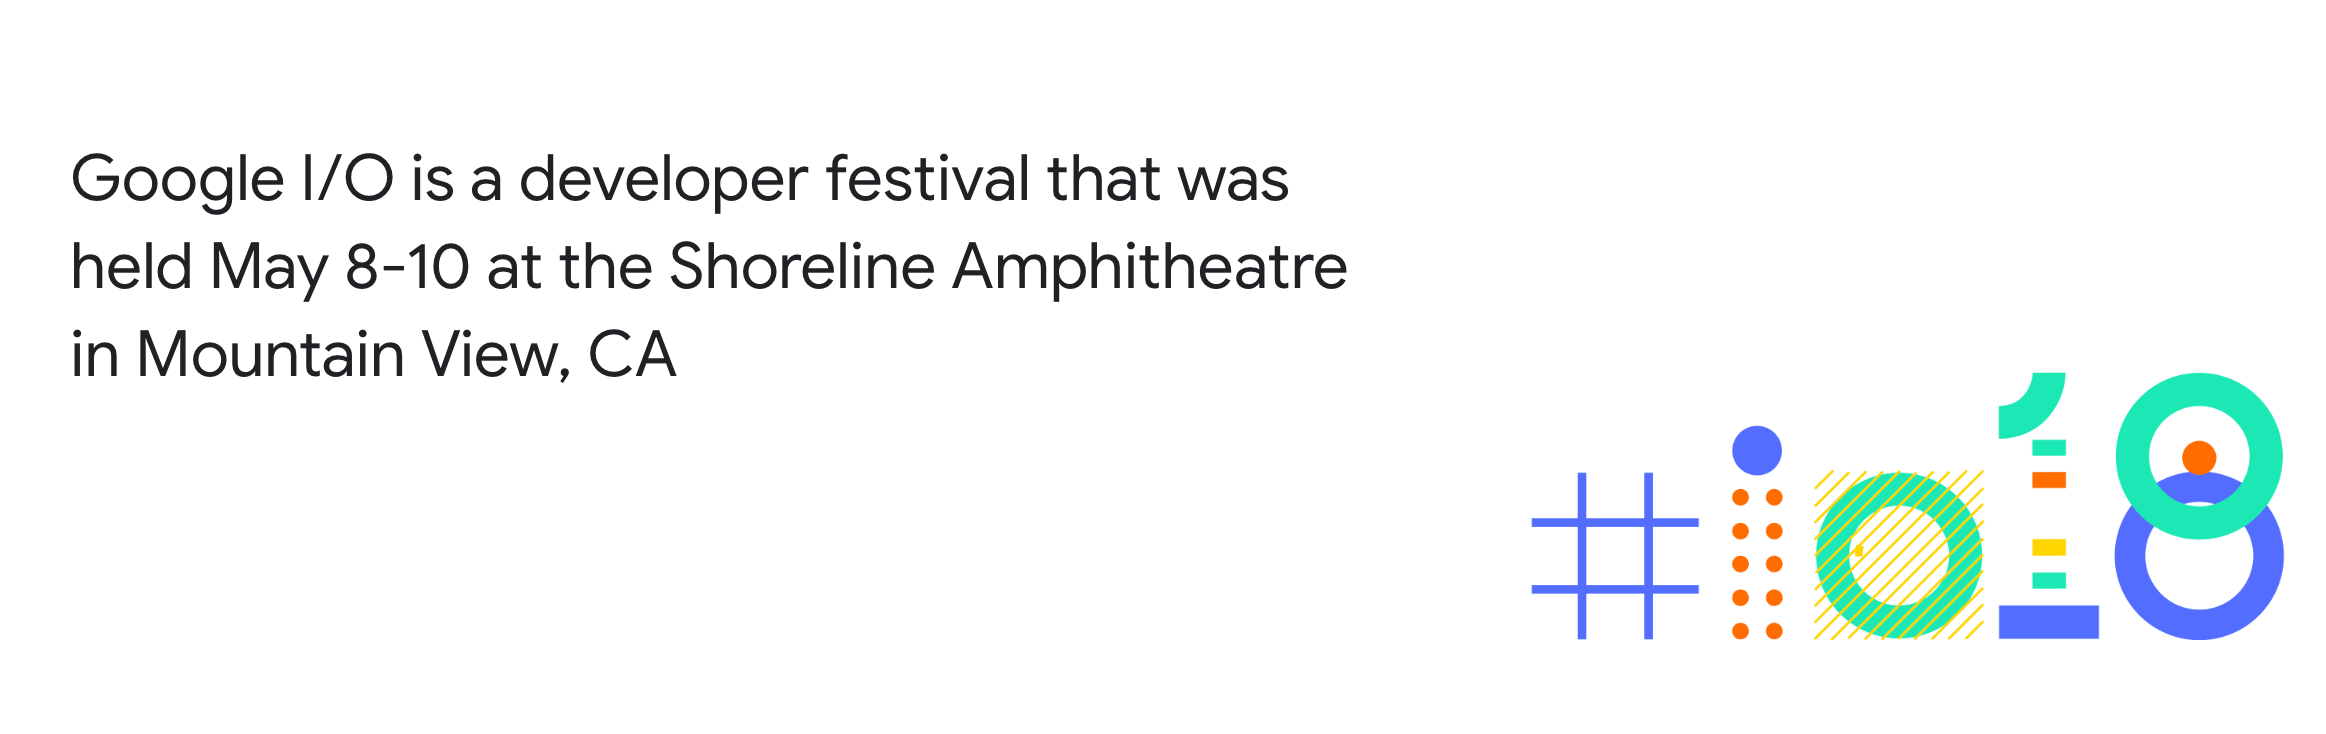 Google I/O is a developer festival that was
held May 8-10 at the Shoreline Amphitheatre
in Mountain View, CA
#io18